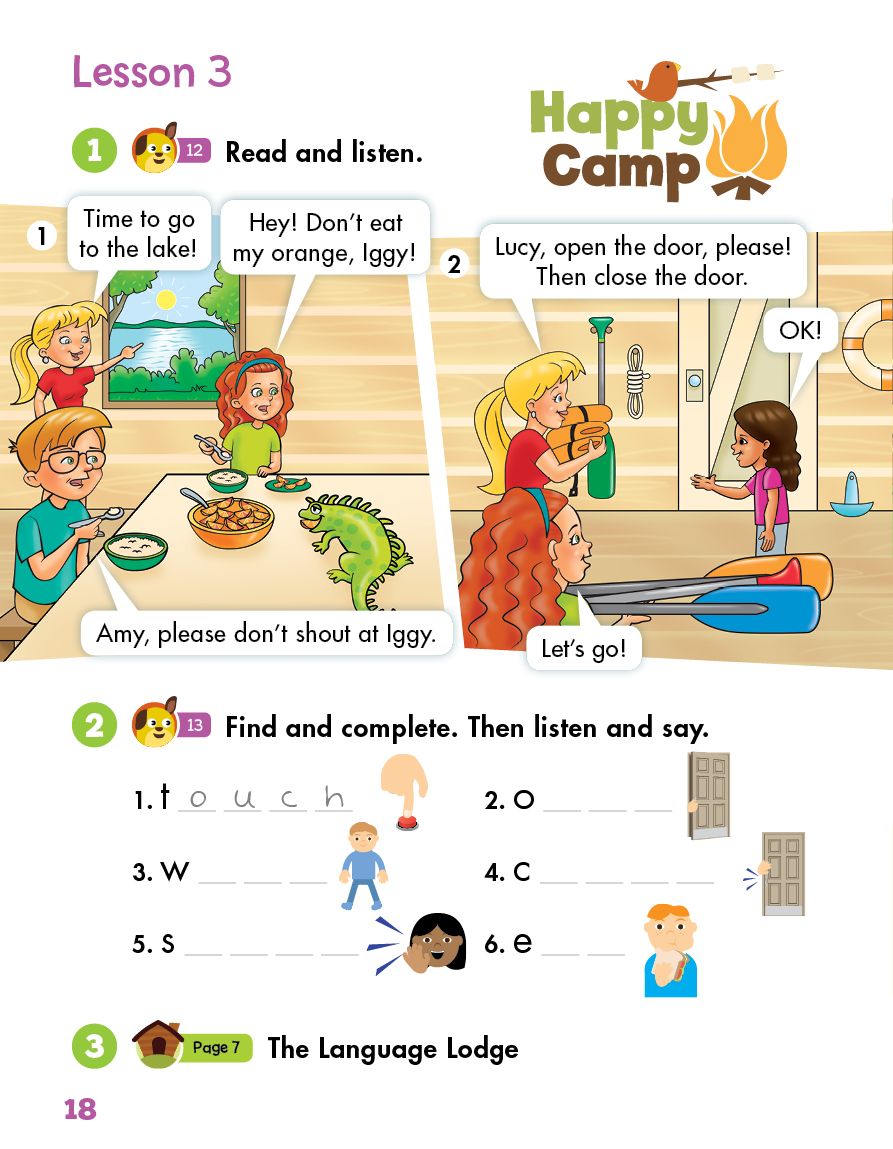 Lesson 3
Happy
Camp
1 12 Read and listen.
1
Time to go
to the lake!
Hey! Don't eat
my orange, Iggy!
Amy, please don't shout at Iggy.
2
Lucy, open the door, please!
Then close the door.
OK!
Let's go!
2 13 Find and complete. Then listen and say.
1. t o u c h
2. o ___ ___ ___
3. w ___ ___ ___
4. c ___ ___ ___ ___
5. s ___ ___ ___ ___
6. e ___ ___
3 Page 7 The Language Lodge
18